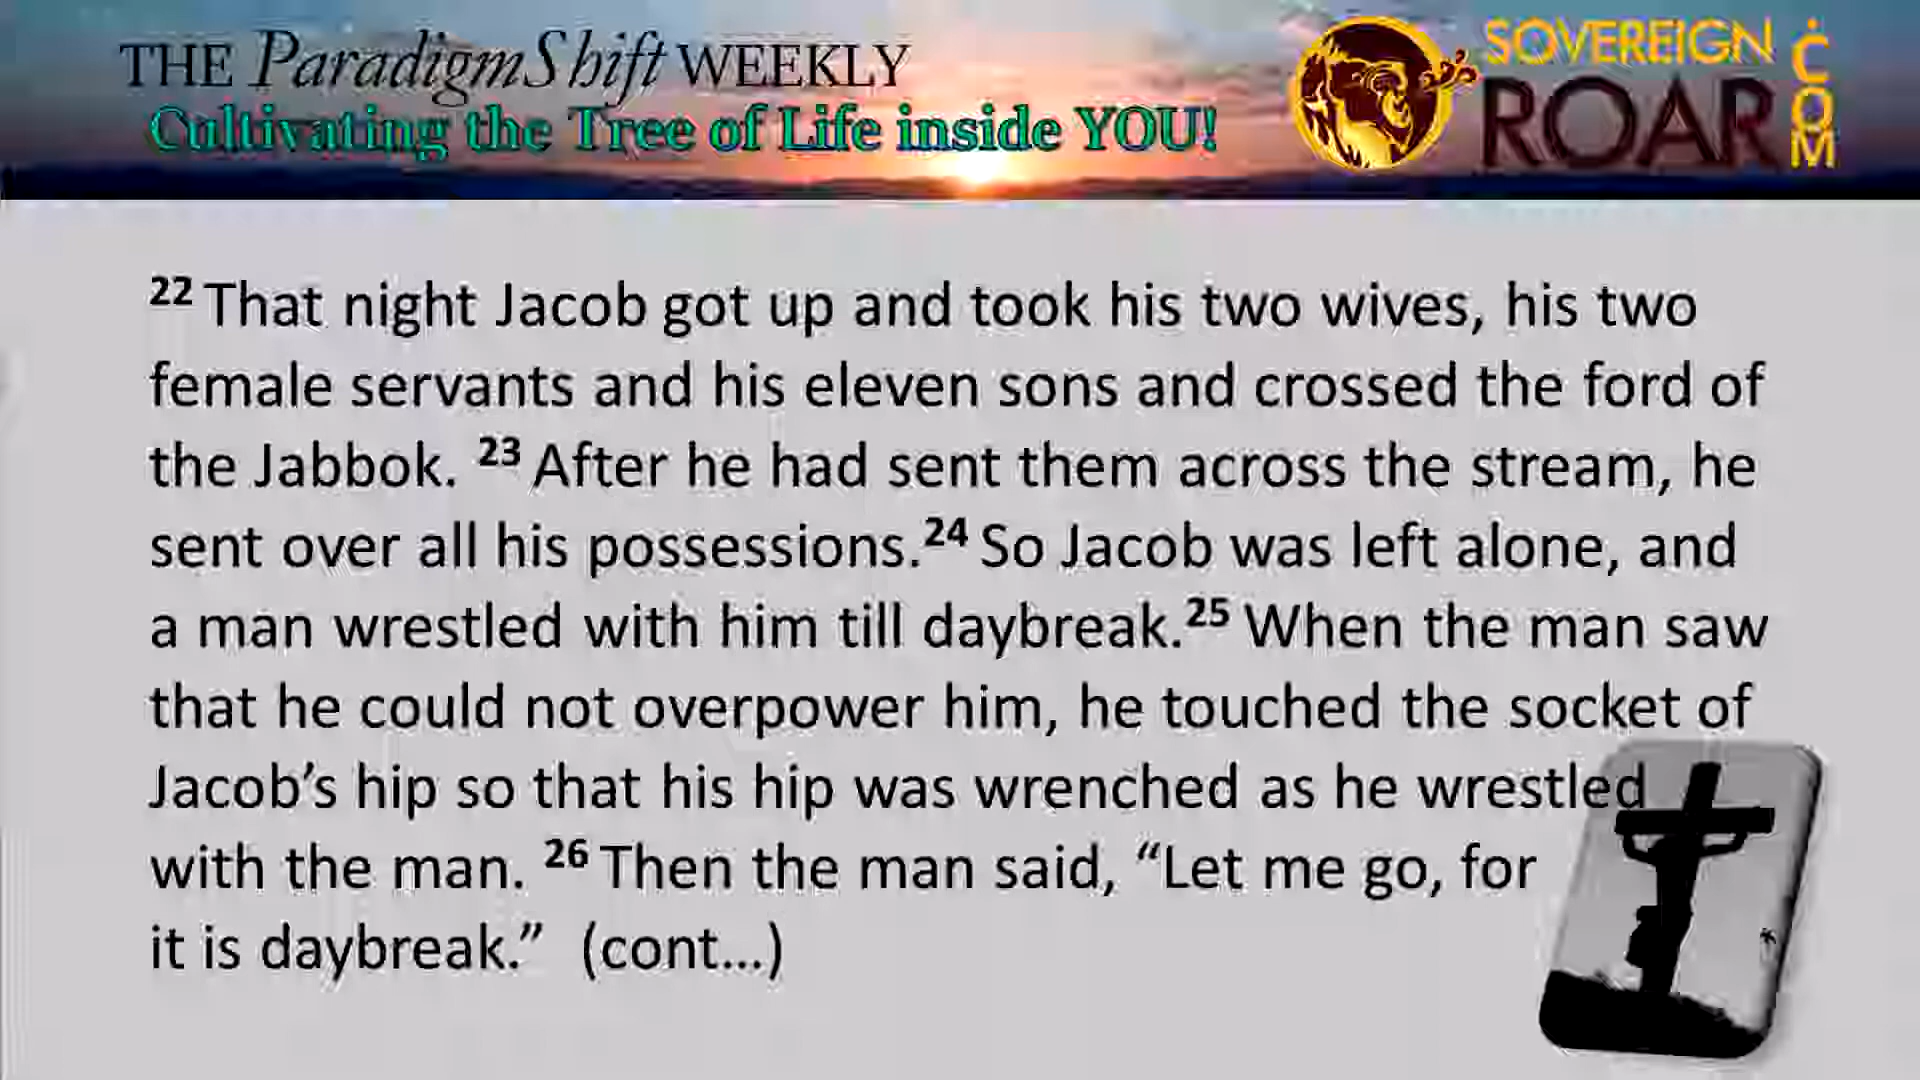 THE ParadigmShift WEEKLY
Cultivating the Tree of Life inside YOU!
SOVEREIGN
ROAR
.COM
22 That night Jacob got up and took his two wives, his two
female servants and his eleven sons and crossed the ford of
the Jabbok. 23 After he had sent them across the stream, he
sent over all his possessions.24 So Jacob was left alone, and
a man wrestled with him till daybreak.25 When the man saw
that he could not overpower him, he touched the socket of
Jacob’s hip so that his hip was wrenched as he wrestled
with the man. 26 Then the man said, “Let me go, for
it is daybreak.” (cont...)